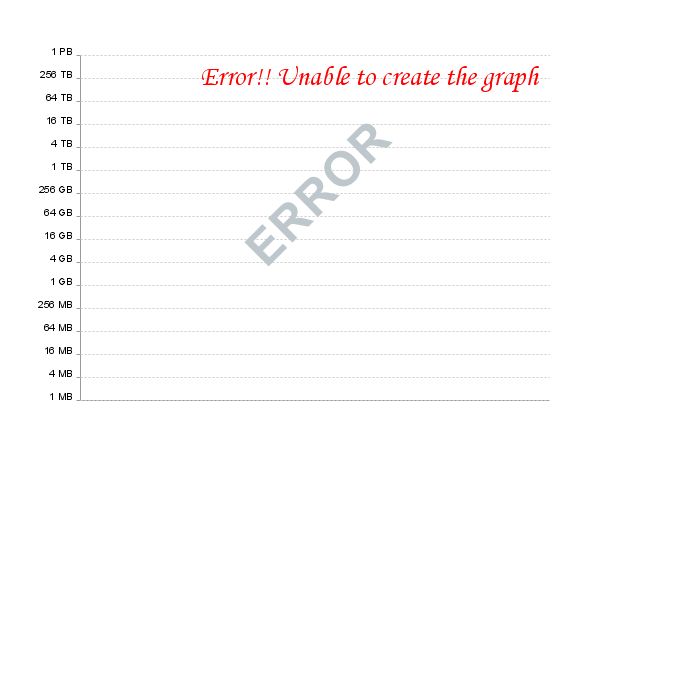 1 PB
256 TB
Error!! Unable to create the graph
64 TB
16 TB
4 TB
1 TB
256 GB
64 GB
16 GB
4 GB
1 GB
256 MB
64 MB
16 MB
4 MB
1 MB
ERROR